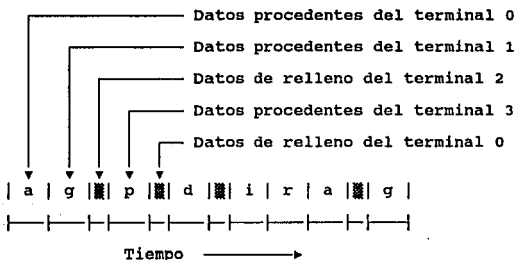 Datos procedentes del terminal 0
Datos procedentes del terminal 1
Datos de relleno del terminal 2
Datos procedentes del terminal 3
Datos de relleno del terminal 0
| a | g |▒| p |▒| d |▒| i | r | a |▒| g |
Tiempo